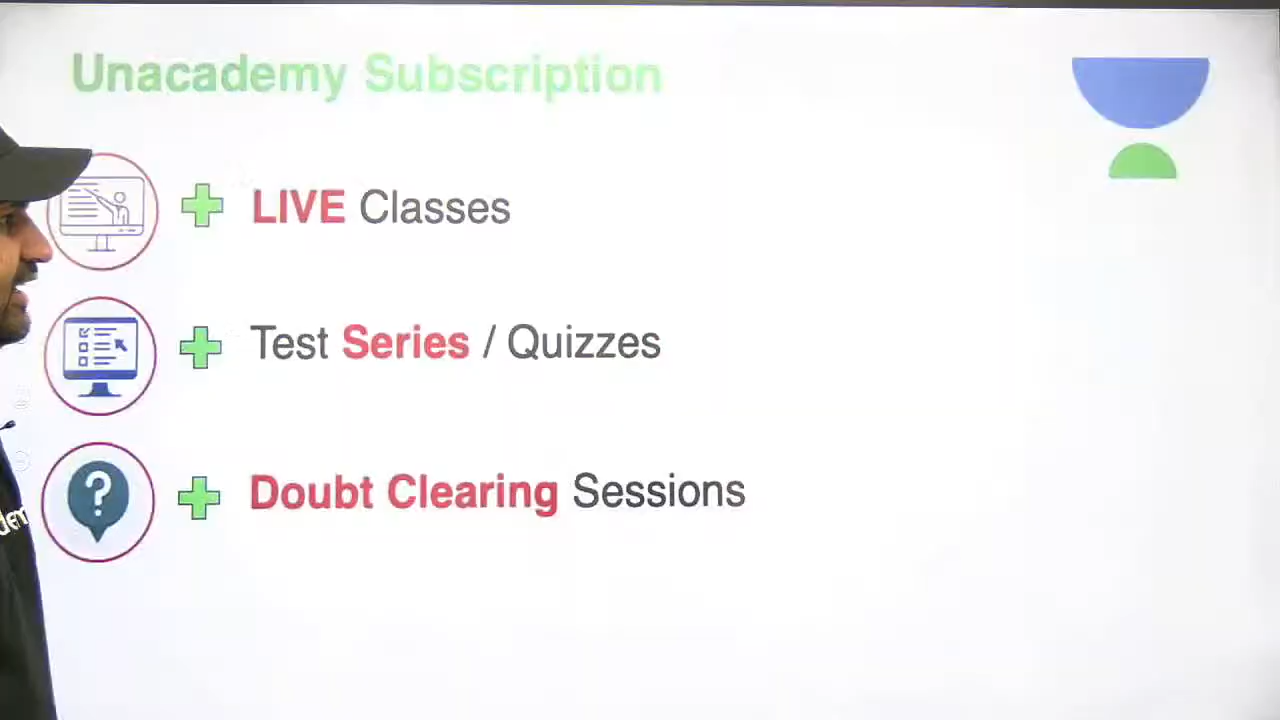 Unacademy Subscription
LIVE Classes
Test Series / Quizzes
Doubt Clearing Sessions